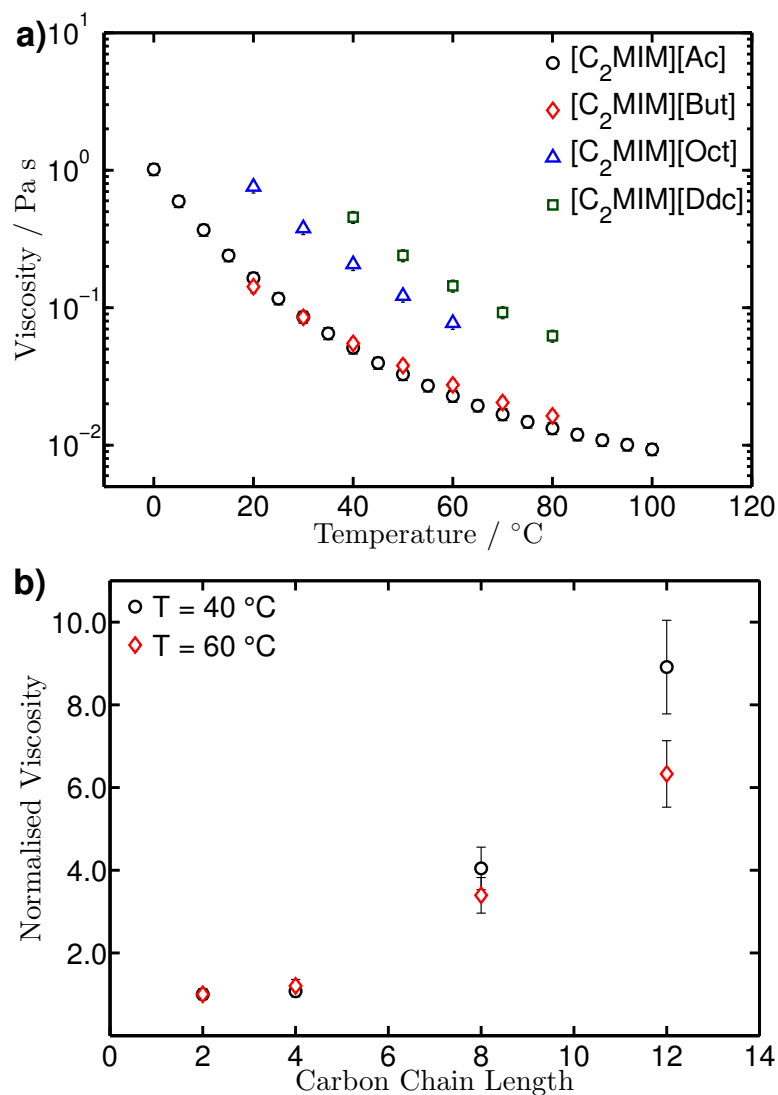 a)
10^1
10^0
10^−1
10^−2
Viscosity / Pa s
[C₂MIM][Ac]
[C₂MIM][But]
[C₂MIM][Oct]
[C₂MIM][Ddc]
0 20 40 60 80 100 120
Temperature / °C
b)
10.0
8.0
6.0
4.0
2.0
Normalised Viscosity
T = 40 °C
T = 60 °C
0 2 4 6 8 10 12 14
Carbon Chain Length